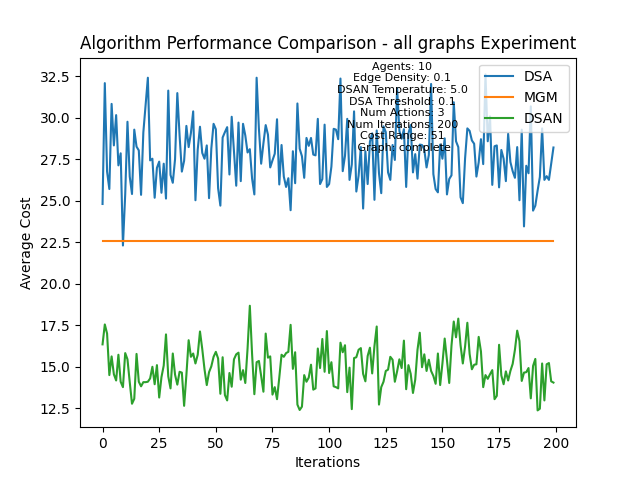 Algorithm Performance Comparison - all graphs Experiment
Agents: 10
Edge Density: 0.1
DSAN Temperature: 5.0
DSA Threshold: 0.1
Num Actions: 3
Num Iterations: 200
Cost Range: 51
Graph: complete
DSA
MGM
DSAN
Average Cost
32.5
30.0
27.5
25.0
22.5
20.0
17.5
15.0
12.5
0
25
50
75
100
125
150
175
200
Iterations